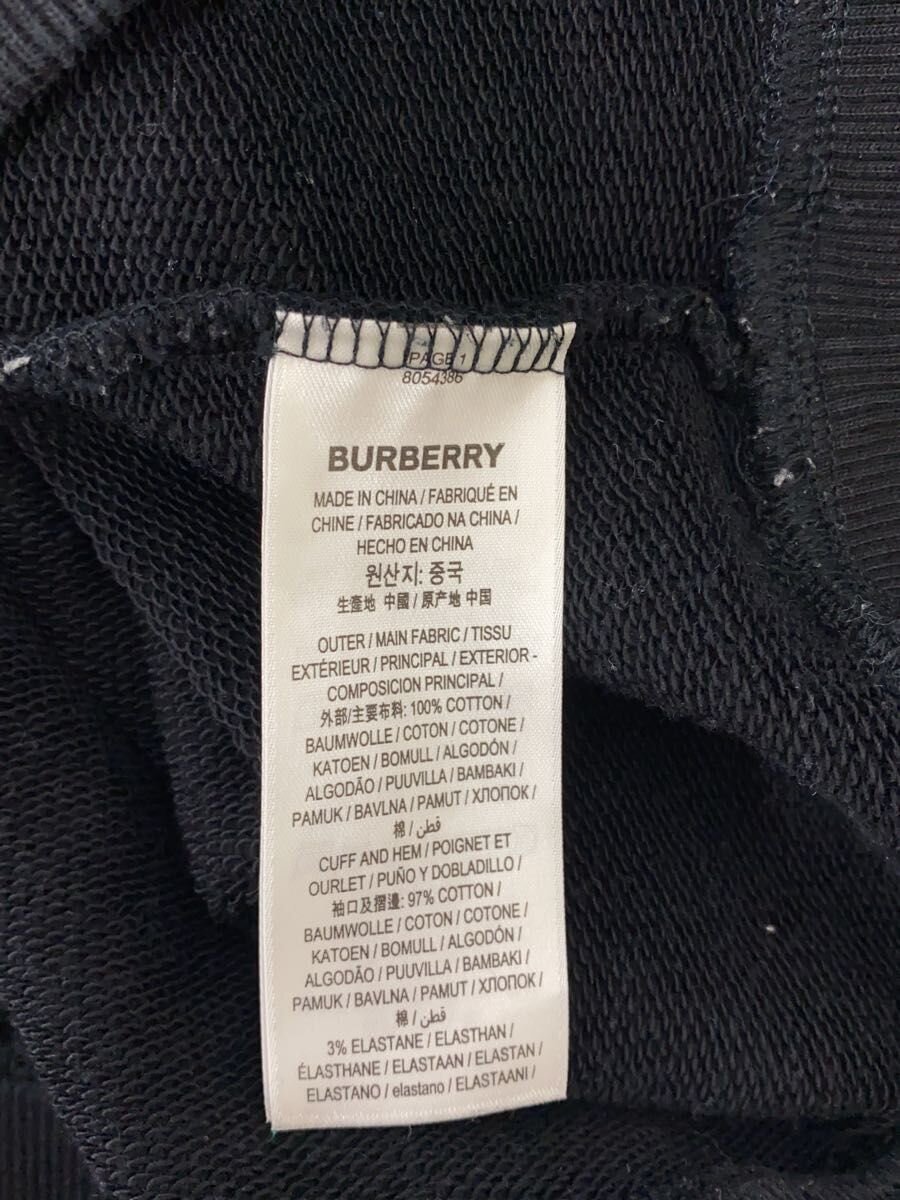 PAGE 1
8054386
BURBERRY
MADE IN CHINA / FABRIQUÉ EN
CHINE / FABRICADO NA CHINA /
HECHO EN CHINA
원산지: 중국
生產地 中國 / 原产地 中国
OUTER / MAIN FABRIC / TISSU
EXTÉRIEUR / PRINCIPAL / EXTERIOR -
COMPOSICION PRINCIPAL /
外部/主要布料: 100% COTTON /
BAUMWOLLE / COTON / COTONE /
KATOEN / BOMULL / ALGODÓN /
ALGODÃO / PUUVILLA / BAMBAKI /
PAMUK / BAVLNA / PAMUT / ХЛОПОК /
棉 / قطن
CUFF AND HEM / POIGNET ET
OURLET / PUÑO Y DOBLADILLO /
袖口及摺邊: 97% COTTON /
BAUMWOLLE / COTON / COTONE /
KATOEN / BOMULL / ALGODÓN /
ALGODÃO / PUUVILLA / BAMBAKI /
PAMUK / BAVLNA / PAMUT / ХЛОПОК /
棉 / قطن
3% ELASTANE / ELASTHAN /
ÉLASTHANE / ELASTAAN / ELASTAN /
ELASTANO / elastano / ELASTAANI /